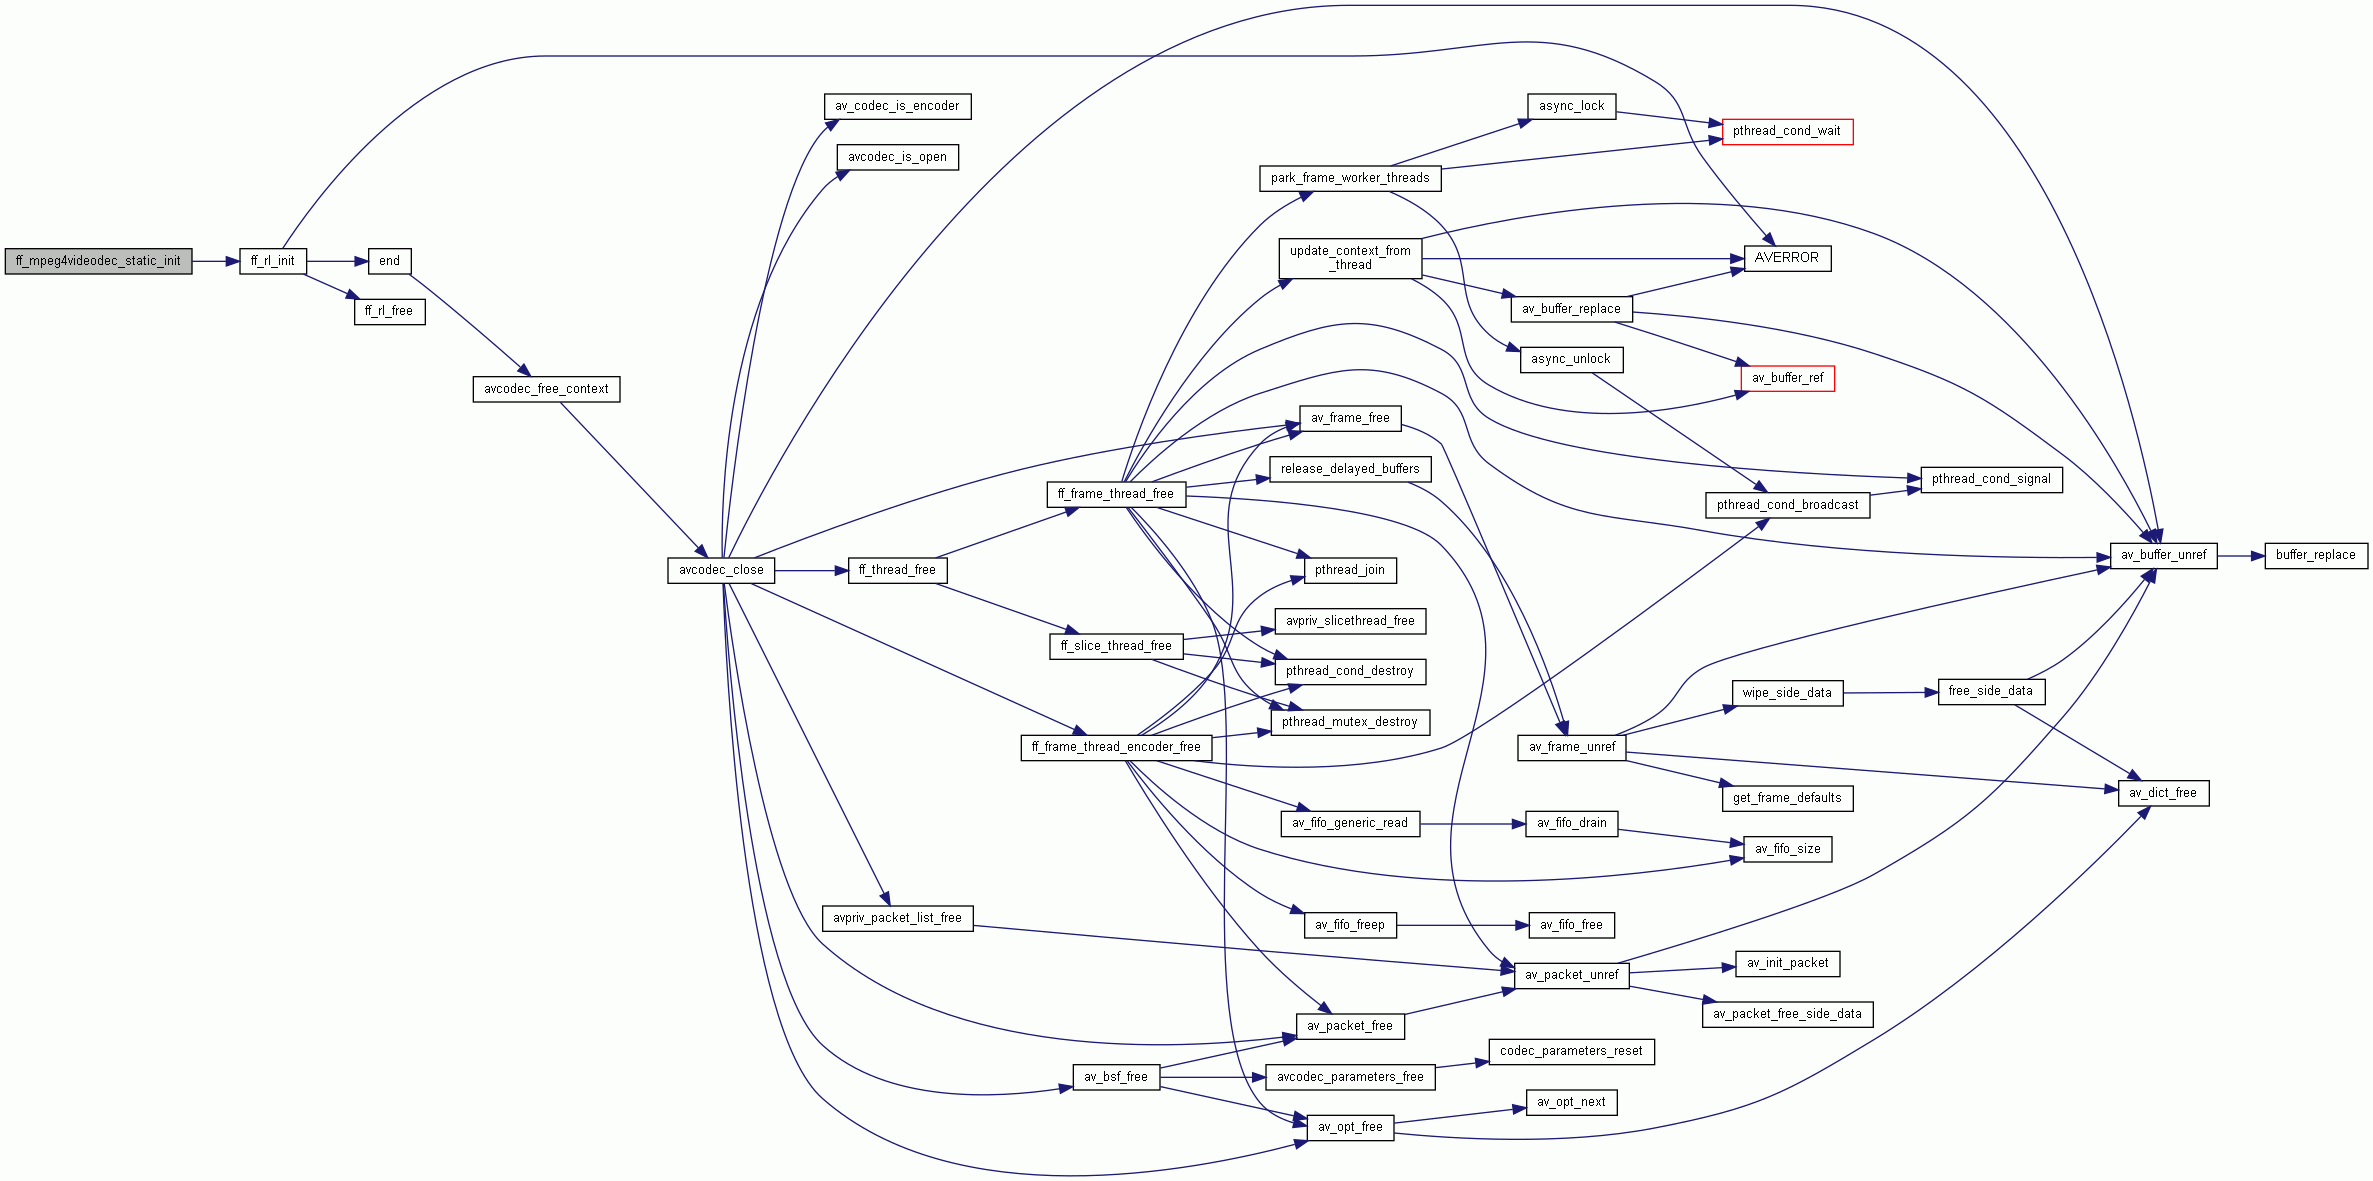 ff_mpeg4videodec_static_init
ff_rl_init
end
ff_rl_free
avcodec_free_context
avcodec_close
av_codec_is_encoder
avcodec_is_open
ff_thread_free
avpriv_packet_list_free
ff_frame_thread_free
ff_slice_thread_free
ff_frame_thread_encoder_free
av_bsf_free
park_frame_worker_threads
update_context_from
_thread
av_frame_free
release_delayed_buffers
pthread_join
avpriv_slicethread_free
pthread_cond_destroy
pthread_mutex_destroy
av_fifo_generic_read
av_fifo_freep
av_packet_free
avcodec_parameters_free
av_opt_free
async_lock
av_buffer_replace
async_unlock
av_frame_unref
av_fifo_drain
av_fifo_free
av_packet_unref
codec_parameters_reset
av_opt_next
pthread_cond_wait
AVERROR
av_buffer_ref
pthread_cond_broadcast
wipe_side_data
get_frame_defaults
av_fifo_size
av_init_packet
av_packet_free_side_data
pthread_cond_signal
free_side_data
av_buffer_unref
av_dict_free
buffer_replace